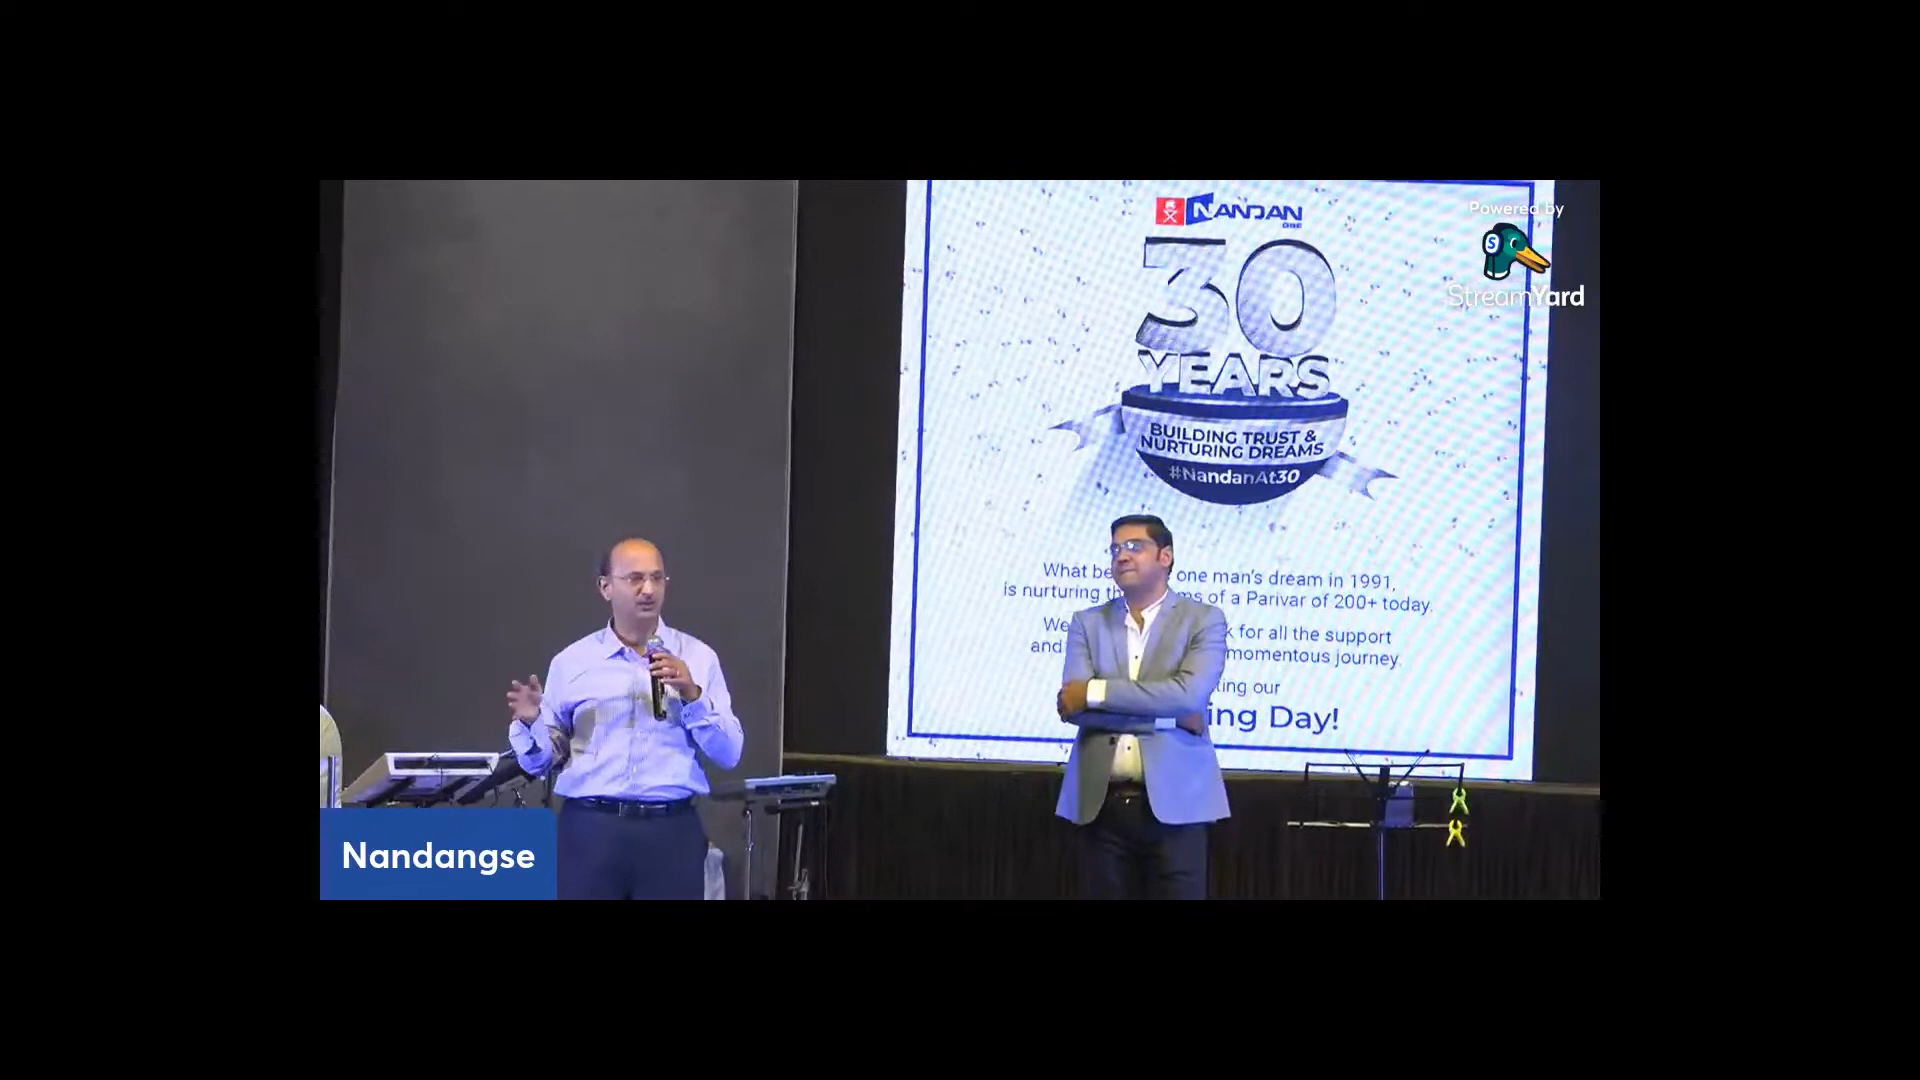 NANDAN
GSE
Powered by
StreamYard
30
YEARS
BUILDING TRUST &
NURTURING DREAMS
#NandanAt30
What be one man's dream in 1991,
is nurturing th ms of a Parivar of 200+ today.
We k for all the support
and momentous journey.
ting our
ing Day!
Nandangse